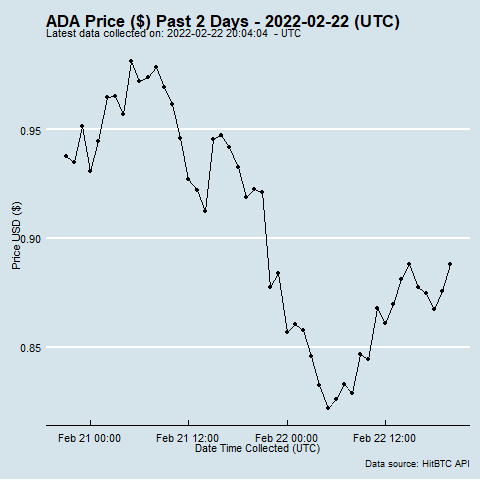 ADA Price ($) Past 2 Days - 2022-02-22 (UTC)
Latest data collected on: 2022-02-22 20:04:04 - UTC
Price USD ($)
0.95
0.90
0.85
Feb 21 00:00 Feb 21 12:00 Feb 22 00:00 Feb 22 12:00
Date Time Collected (UTC)
Data source: HitBTC API